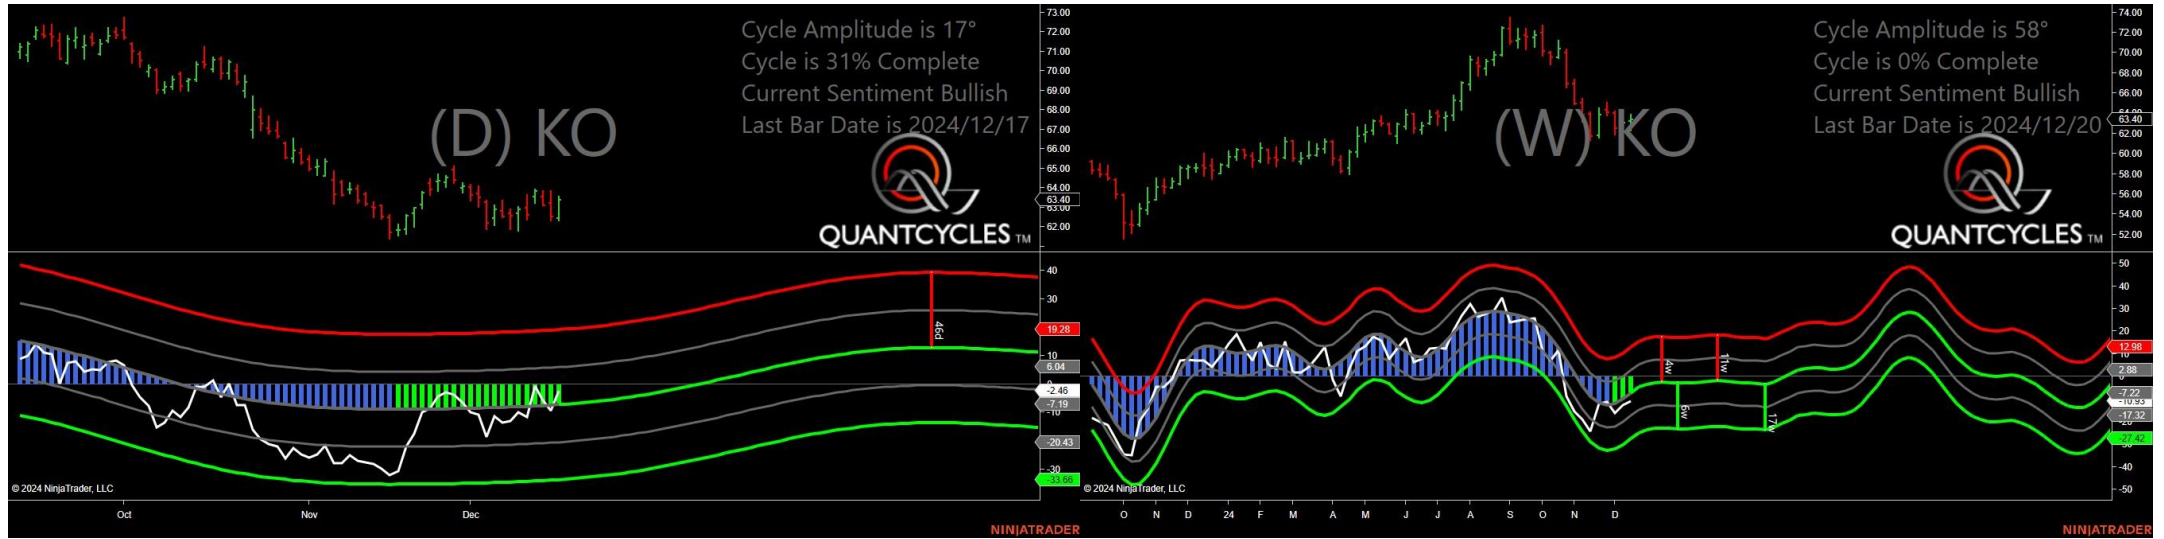 Cycle Amplitude is 17°
Cycle is 31% Complete
Current Sentiment Bullish
Last Bar Date is 2024/12/17
(D) KO
QUANTCYCLES TM
73.00
72.00
71.00
70.00
69.00
68.00
67.00
66.00
65.00
64.00
63.40
63.00
62.00
46d
40
30
19.28
10
6.04
-2.46
-7.19
-10
-20.43
-30
-33.66
© 2024 NinjaTrader, LLC
Oct Nov Dec
NINJATRADER
Cycle Amplitude is 58°
Cycle is 0% Complete
Current Sentiment Bullish
Last Bar Date is 2024/12/20
(W) KO
QUANTCYCLES TM
74.00
72.00
70.00
68.00
66.00
64.00
63.40
62.00
60.00
58.00
56.00
54.00
52.00
4w
11w
6w
17w
50
40
30
20
12.98
2.88
-7.22
-10.93
-17.32
-27.42
-40
-50
© 2024 NinjaTrader, LLC
O N D 24 F M A M J J A S O N D
NINJATRADER